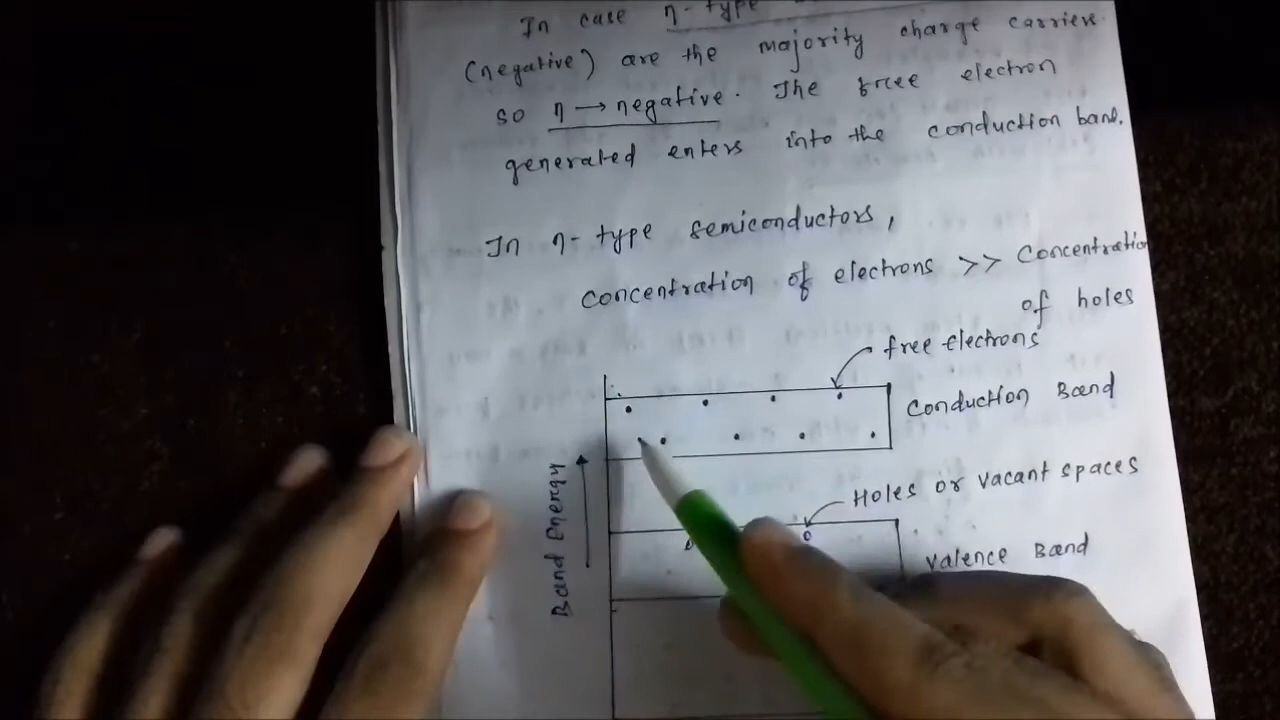 In case η-type
(negative) are the majority charge carriers.
so η → negative. The free electron
generated enters into the conduction band.
In η-type semiconductors,
Concentration of electrons >> Concentration
of holes
free electrons
Conduction Band
Holes or vacant spaces
Valence Band
Band Energy